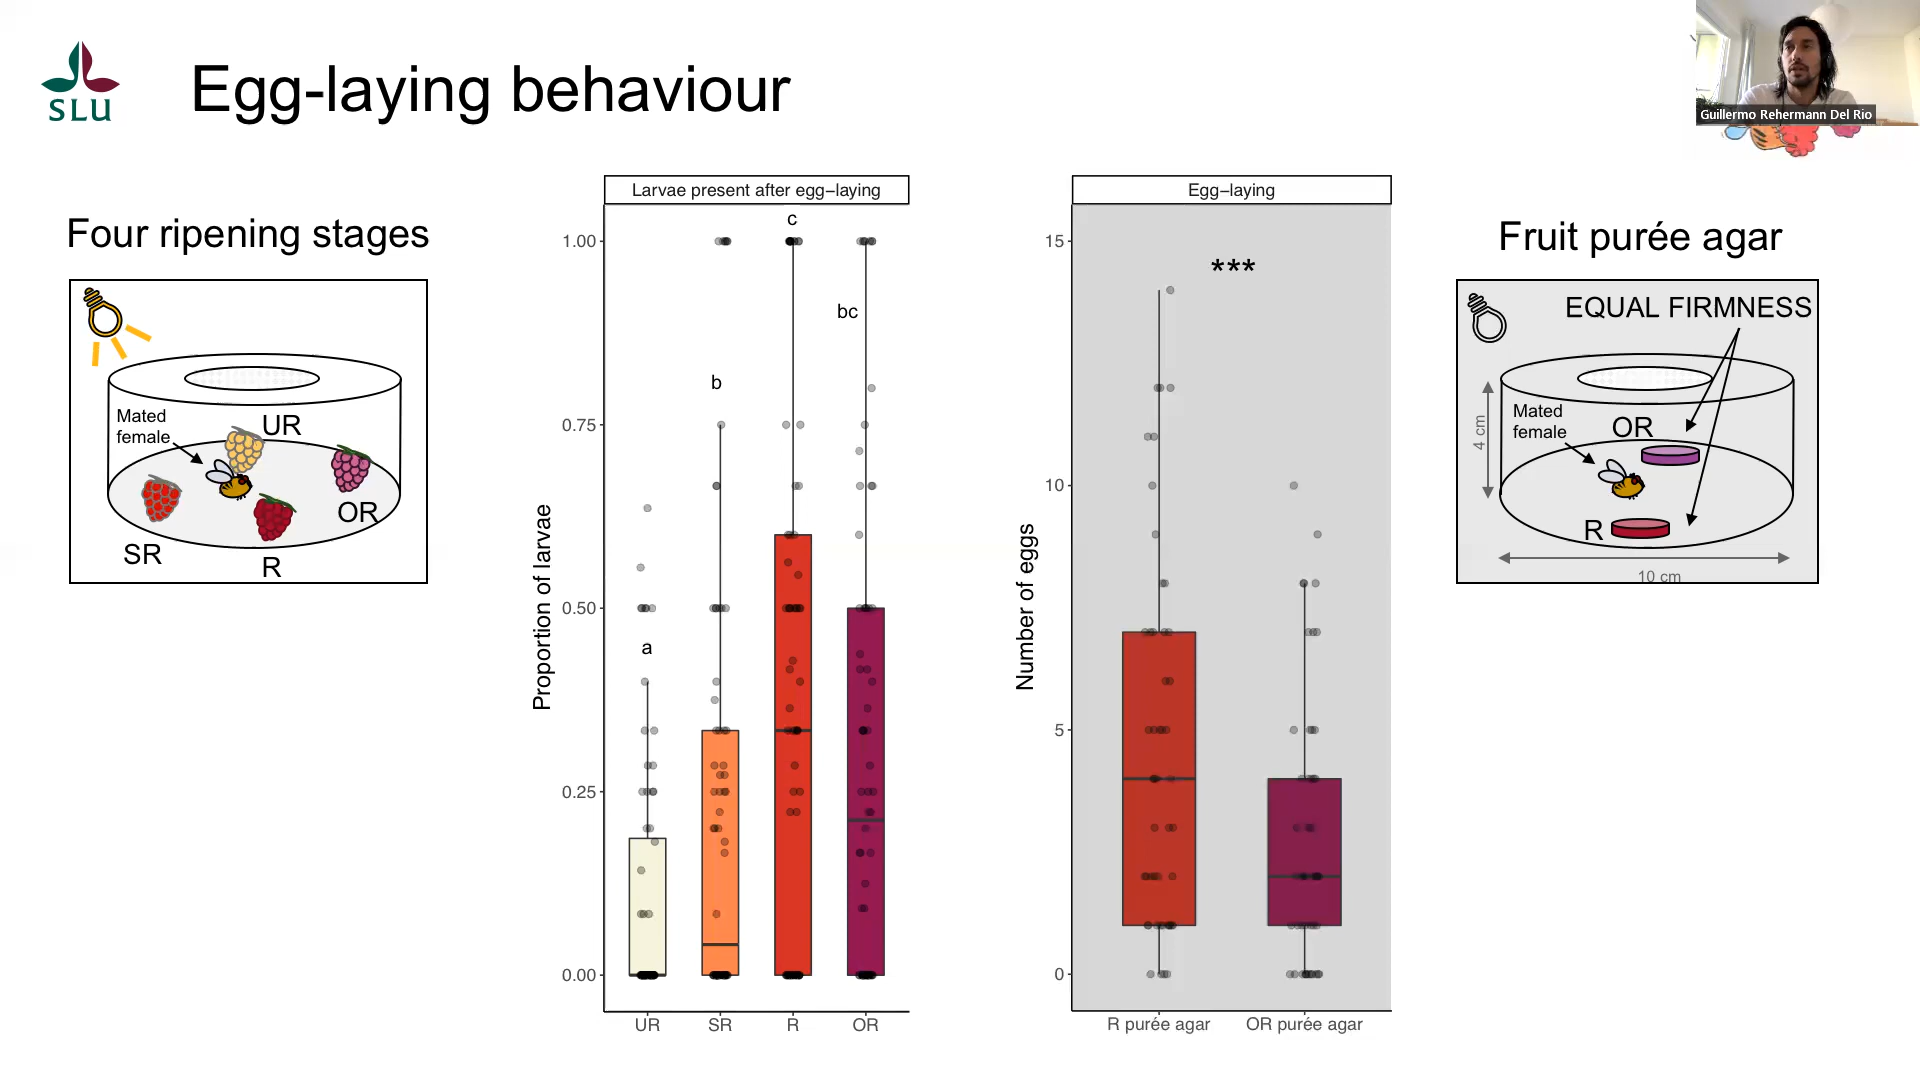 SLU
Egg-laying behaviour
Guillermo Rehermann Del Rio
Four ripening stages
Mated
female
UR
OR
SR
R
Larvae present after egg–laying
Proportion of larvae
1.00
0.75
0.50
0.25
0.00
a
b
c
bc
UR
SR
R
OR
Egg–laying
Number of eggs
15
10
5
0
***
R purée agar
OR purée agar
Fruit purée agar
EQUAL FIRMNESS
Mated
female
OR
R
4 cm
10 cm